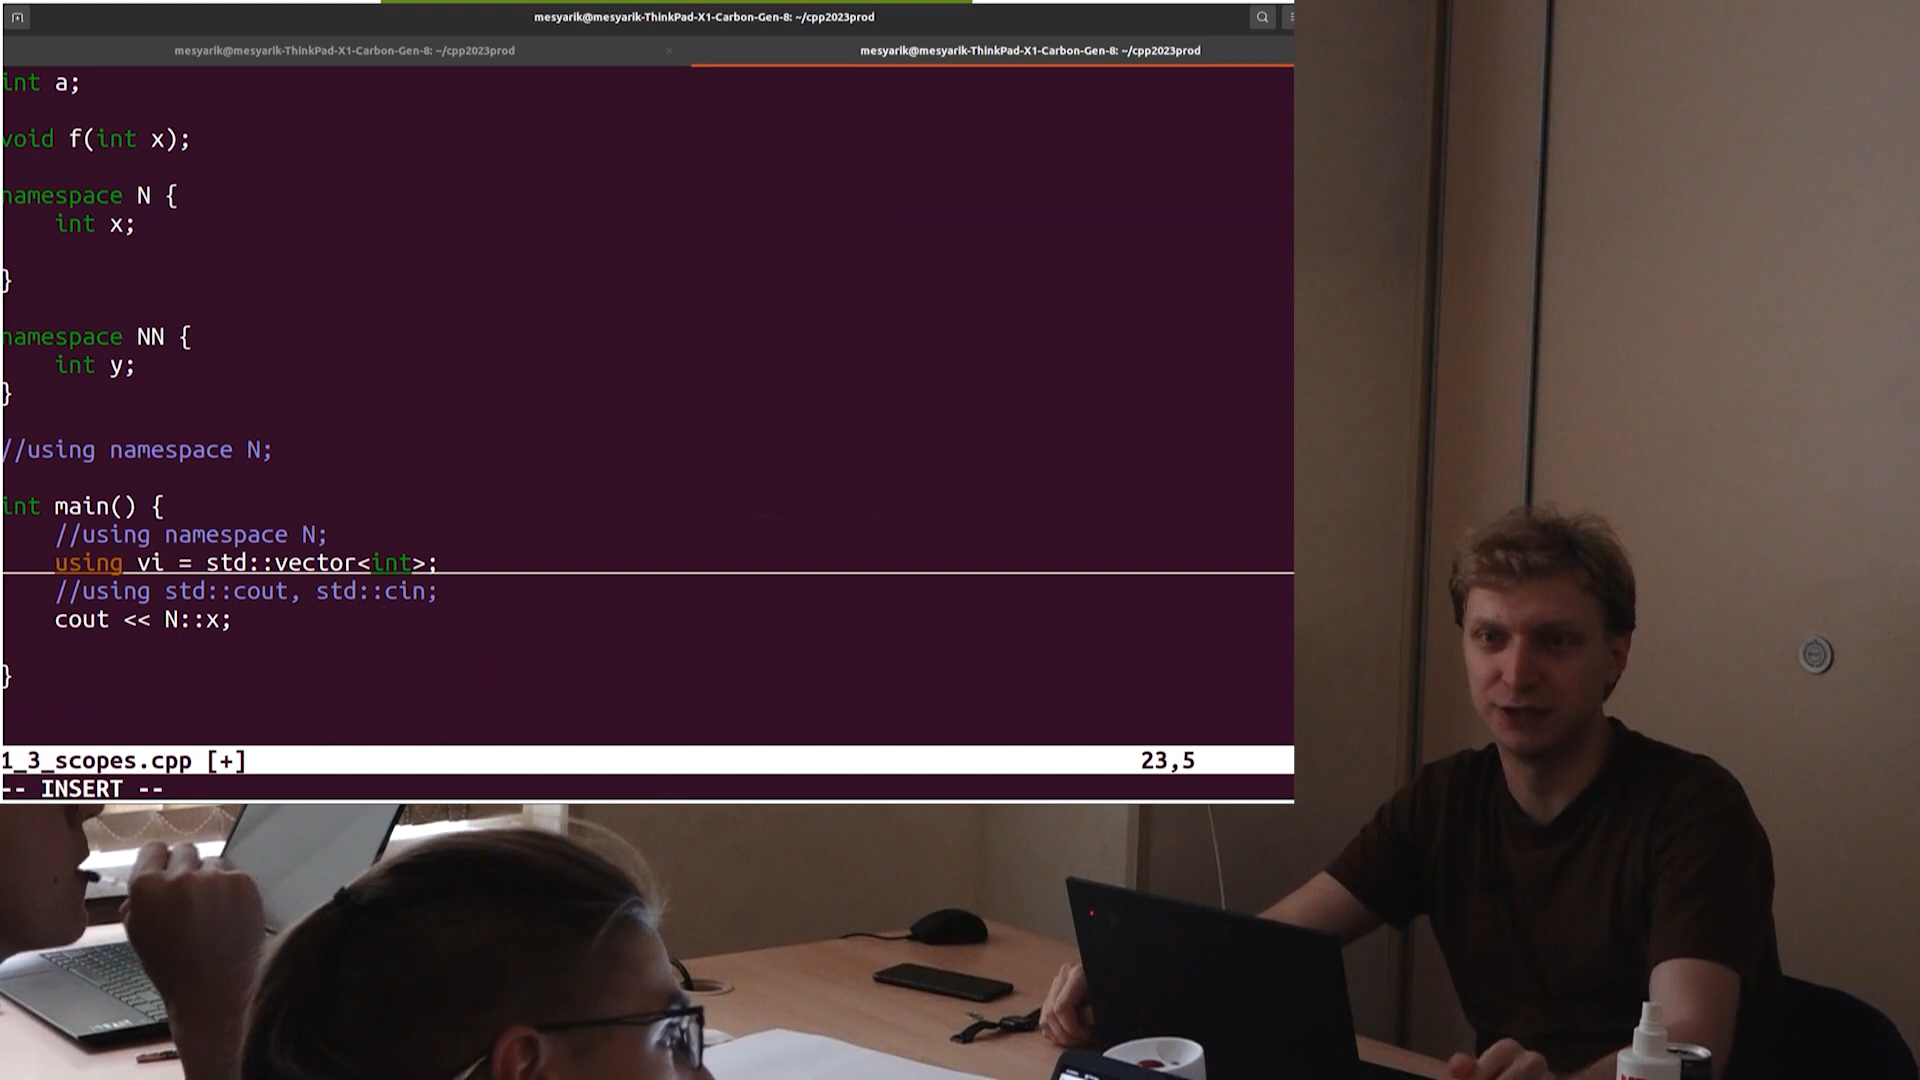 mesyarik@mesyarik-ThinkPad-X1-Carbon-Gen-8: ~/cpp2023prod
mesyarik@mesyarik-ThinkPad-X1-Carbon-Gen-8: ~/cpp2023prod
mesyarik@mesyarik-ThinkPad-X1-Carbon-Gen-8: ~/cpp2023prod
int a;
void f(int x);
namespace N {
    int x;
}
namespace NN {
    int y;
}
//using namespace N;
int main() {
    //using namespace N;
    using vi = std::vector<int>;
    //using std::cout, std::cin;
    cout << N::x;
}
1_3_scopes.cpp [+] 23,5
-- INSERT --